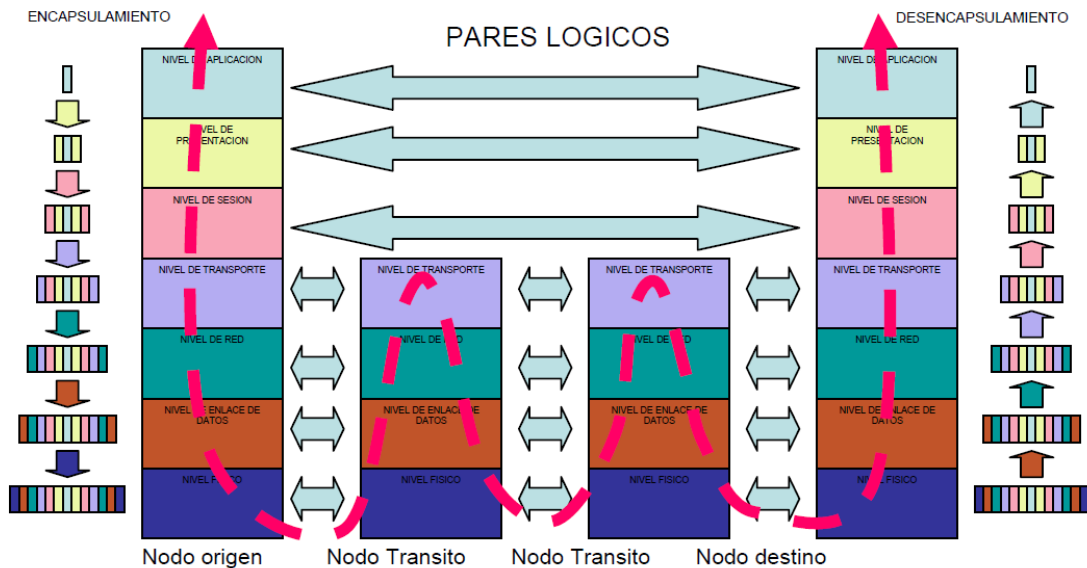 ENCAPSULAMIENTO
DESENCAPSULAMIENTO
PARES LOGICOS
NIVEL DE APLICACION
NIVEL DE APLICACION
NIVEL DE
PRESENTACION
NIVEL DE
PRESENTACION
NIVEL DE SESION
NIVEL DE SESION
NIVEL DE TRANSPORTE
NIVEL DE TRANSPORTE
NIVEL DE TRANSPORTE
NIVEL DE TRANSPORTE
NIVEL DE RED
NIVEL DE RED
NIVEL DE RED
NIVEL DE RED
NIVEL DE ENLACE DE
DATOS
NIVEL DE ENLACE DE
DATOS
NIVEL DE ENLACE DE
DATOS
NIVEL DE ENLACE DE
DATOS
NIVEL FISICO
NIVEL FISICO
NIVEL FISICO
NIVEL FISICO
Nodo origen
Nodo Transito
Nodo Transito
Nodo destino